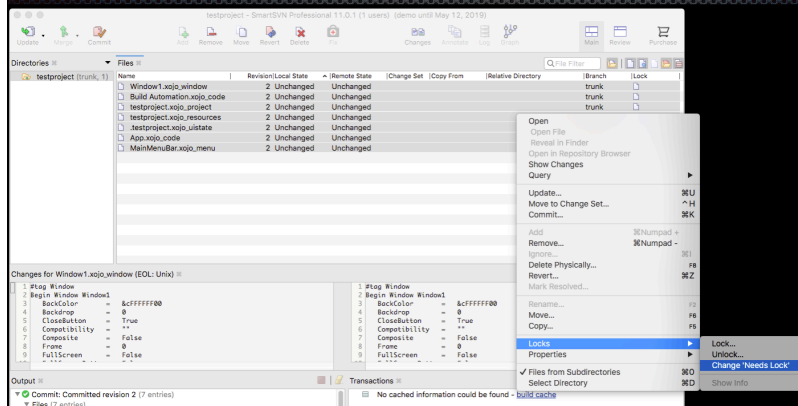 testproject - SmartSVN Professional 11.0.1 (1 users) (demo until May 12, 2019)
Update Merge Commit Add Remove Move Revert Delete Fix Changes Annotate Log Graph Main Review Purchase
Directories Files File Filter
testproject (trunk, 1) Name Revision Local State Remote State Change Set Copy From Relative Directory Branch Lock
Window1.xojo_window 2 Unchanged Unchanged trunk
Build Automation.xojo_code 2 Unchanged Unchanged trunk
testproject.xojo_project 2 Unchanged Unchanged trunk
testproject.xojo_resources 2 Unchanged Unchanged
.testproject.xojo_uistate 2 Unchanged Unchanged
App.xojo_code 2 Unchanged Unchanged
MainMenuBar.xojo_menu 2 Unchanged Unchanged
Open
Open File
Reveal in Finder
Open in Repository Browser
Show Changes
Query
Update... ⌘U
Move to Change Set... ^H
Commit... ⌘K
Add ⌘Numpad +
Remove... ⌘Numpad -
Ignore... ⌘I
Delete Physically... F8
Revert... ⌘Z
Mark Resolved...
Rename... F2
Move... F6
Copy... F5
Locks
Properties
✓ Files from Subdirectories ⌘0
Select Directory ⌘D
Lock...
Unlock...
Change 'Needs Lock'
Show Info
Changes for Window1.xojo_window (EOL: Unix)
1 #tag Window
2 Begin Window Window1
3 BackColor = &cFFFFFF00
4 Backdrop = 0
5 CloseButton = True
6 Compatibility = ""
7 Composite = False
8 Frame = 0
9 FullScreen = False
1 #tag Window
2 Begin Window Window1
3 BackColor = &cFFFFFF00
4 Backdrop = 0
5 CloseButton = True
6 Compatibility = ""
7 Composite = False
8 Frame = 0
9 FullScreen = False
Output Transactions
Commit: Committed revision 2 (7 entries)
Files (7 entries)
No cached information could be found - build cache